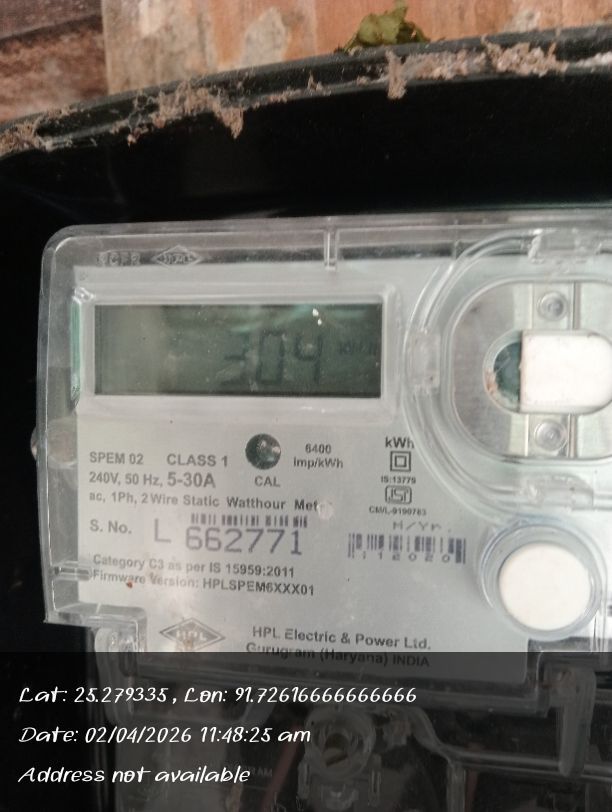 304
6400
imp/kWh
kWh
SPEM 02 CLASS 1
CAL
240V, 50 Hz, 5-30A
IS:13779
ac, 1Ph, 2 Wire Static Watthour
S. No. L 662771
M/Yr.
112020
Category C3 as per IS 15959:2011
Firmware Version: HPLSPEM6XXX01
HPL
HPL Electric & Power Ltd.
Gurugram (Haryana) INDIA
Lat: 25.279335 , Lon: 91.72616666666666
Date: 02/04/2026 11:48:25 am
Address not available